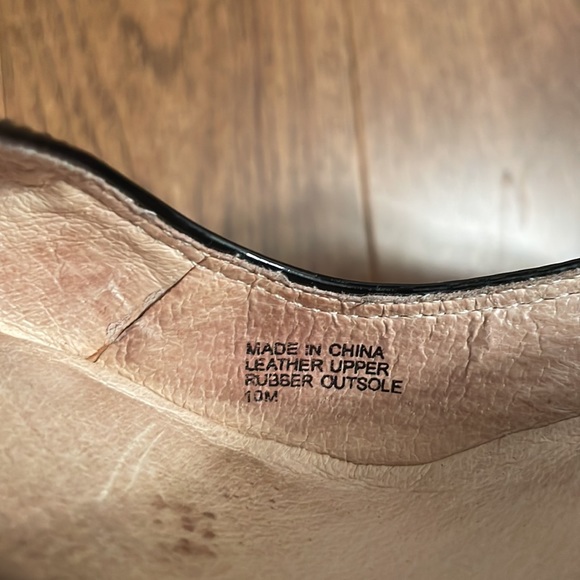 MADE IN CHINA
LEATHER UPPER
RUBBER OUTSOLE
10M